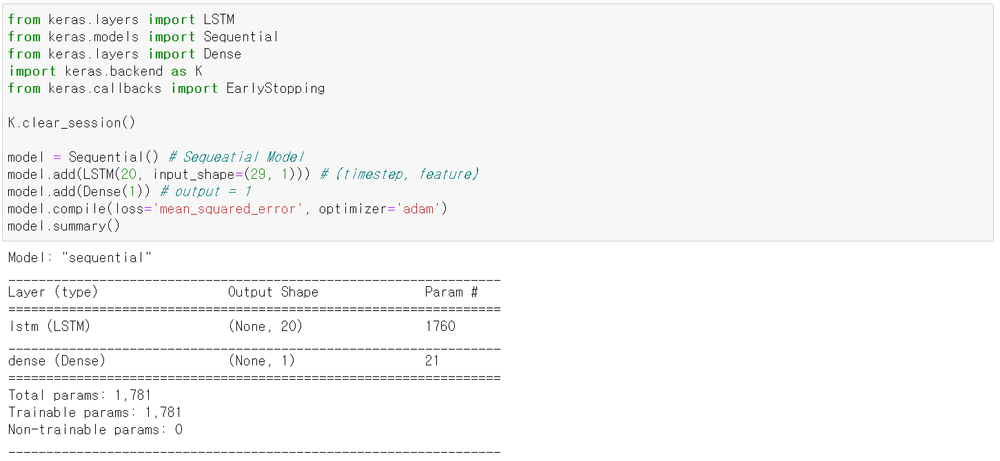 from keras.layers import LSTM
from keras.models import Sequential
from keras.layers import Dense
import keras.backend as K
from keras.callbacks import EarlyStopping
K.clear_session()
model = Sequential() # Sequeatial Model
model.add(LSTM(20, input_shape=(29, 1))) # (timestep, feature)
model.add(Dense(1)) # output = 1
model.compile(loss='mean_squared_error', optimizer='adam')
model.summary()
Model: "sequential"
_________________________________________________________________
Layer (type) Output Shape Param #
=================================================================
lstm (LSTM) (None, 20) 1760
_________________________________________________________________
dense (Dense) (None, 1) 21
=================================================================
Total params: 1,781
Trainable params: 1,781
Non-trainable params: 0
_________________________________________________________________